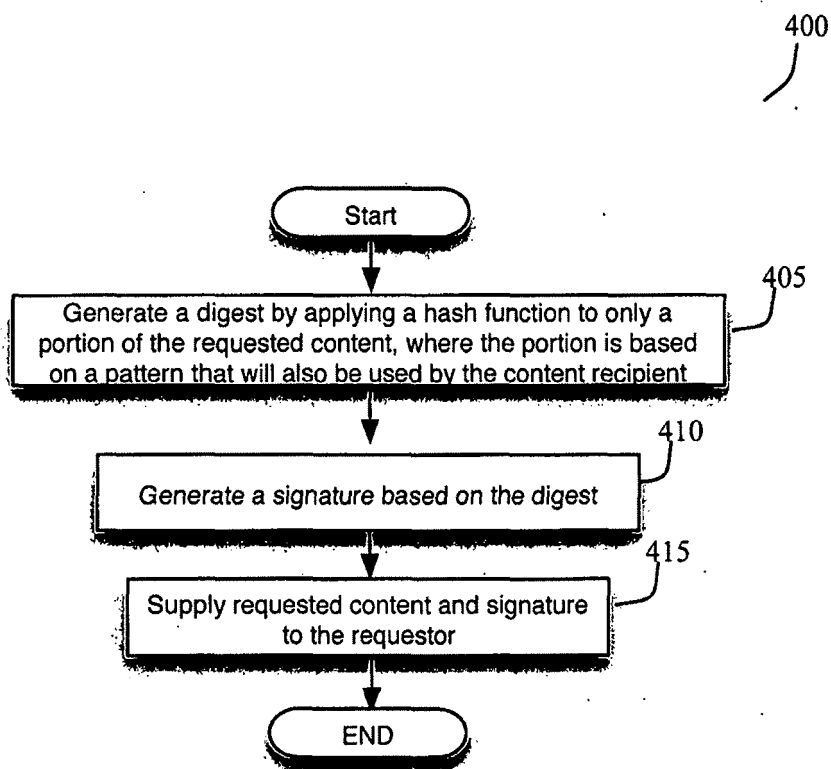 400
Start
405
Generate a digest by applying a hash function to only a
portion of the requested content, where the portion is based
on a pattern that will also be used by the content recipient
410
Generate a signature based on the digest
415
Supply requested content and signature
to the requestor
END